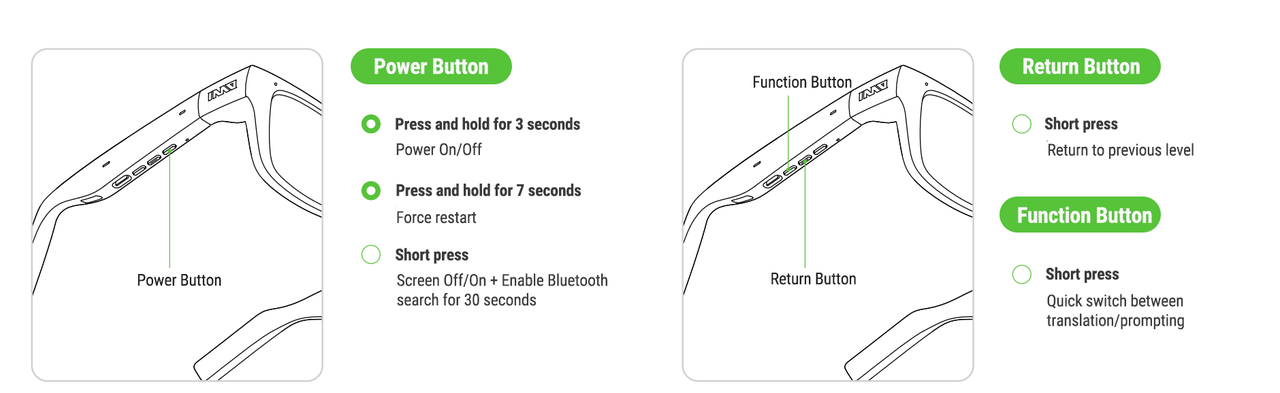 Power Button
Power Button
Press and hold for 3 seconds
Power On/Off
Press and hold for 7 seconds
Force restart
Short press
Screen Off/On + Enable Bluetooth
search for 30 seconds
Function Button
Return Button
Return Button
Short press
Return to previous level
Function Button
Short press
Quick switch between
translation/prompting